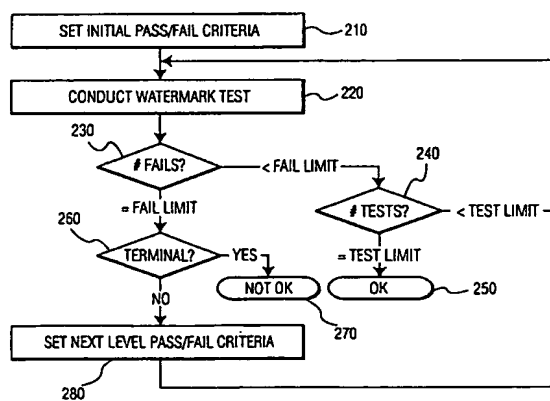 SET INITIAL PASS/FAIL CRITERIA
210
CONDUCT WATERMARK TEST
220
230
# FAILS?
< FAIL LIMIT
240
= FAIL LIMIT
# TESTS?
< TEST LIMIT
260
TERMINAL?
YES
= TEST LIMIT
NOT OK
OK
250
NO
270
SET NEXT LEVEL PASS/FAIL CRITERIA
280